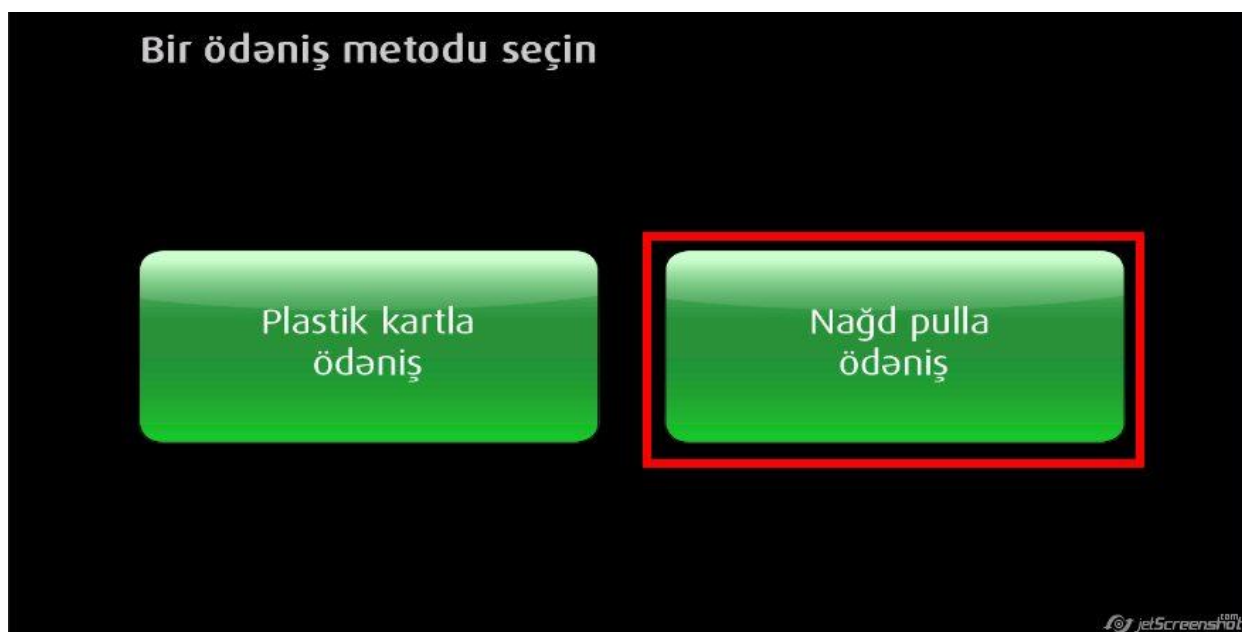 Bir ödəniş metodu seçin
Plastik kartla
ödəniş
Nağd pulla
ödəniş
jetScreenshot.com